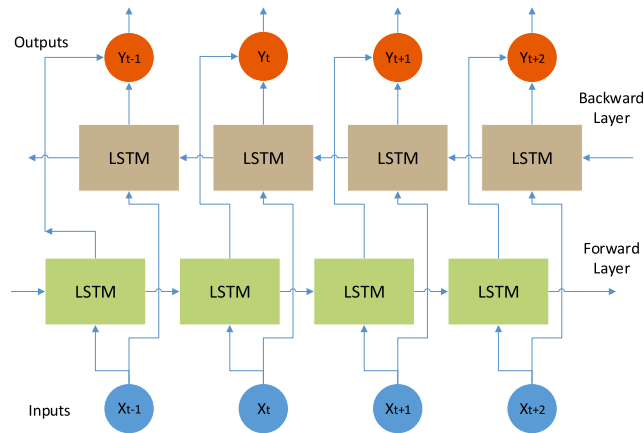 Outputs
Yt-1
Yt
Yt+1
Yt+2
Backward
Layer
LSTM
LSTM
LSTM
LSTM
Forward
Layer
LSTM
LSTM
LSTM
LSTM
Inputs
Xt-1
Xt
Xt+1
Xt+2